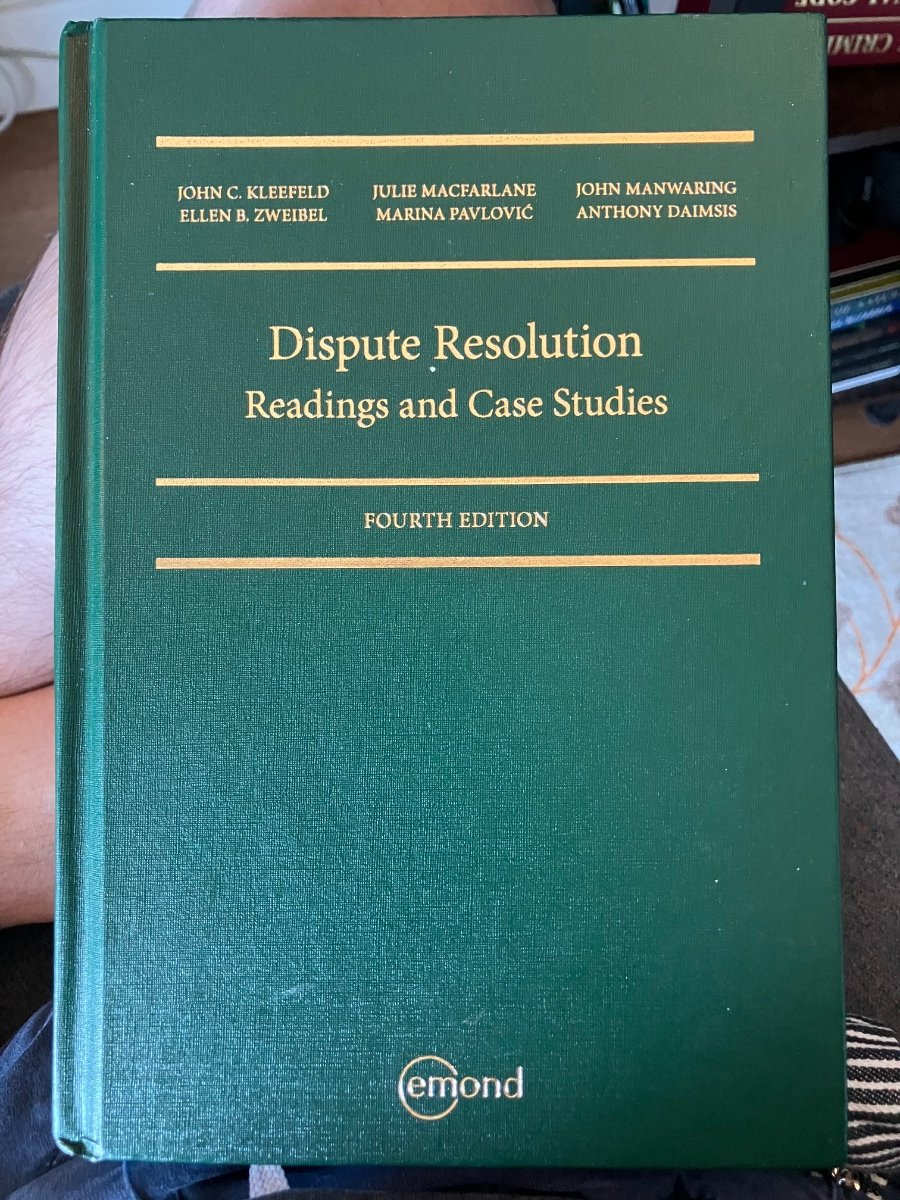 JOHN C. KLEEFELD
ELLEN B. ZWEIBEL
JULIE MACFARLANE
MARINA PAVLOVIĆ
JOHN MANWARING
ANTHONY DAIMSIS
Dispute Resolution
Readings and Case Studies
FOURTH EDITION
emond